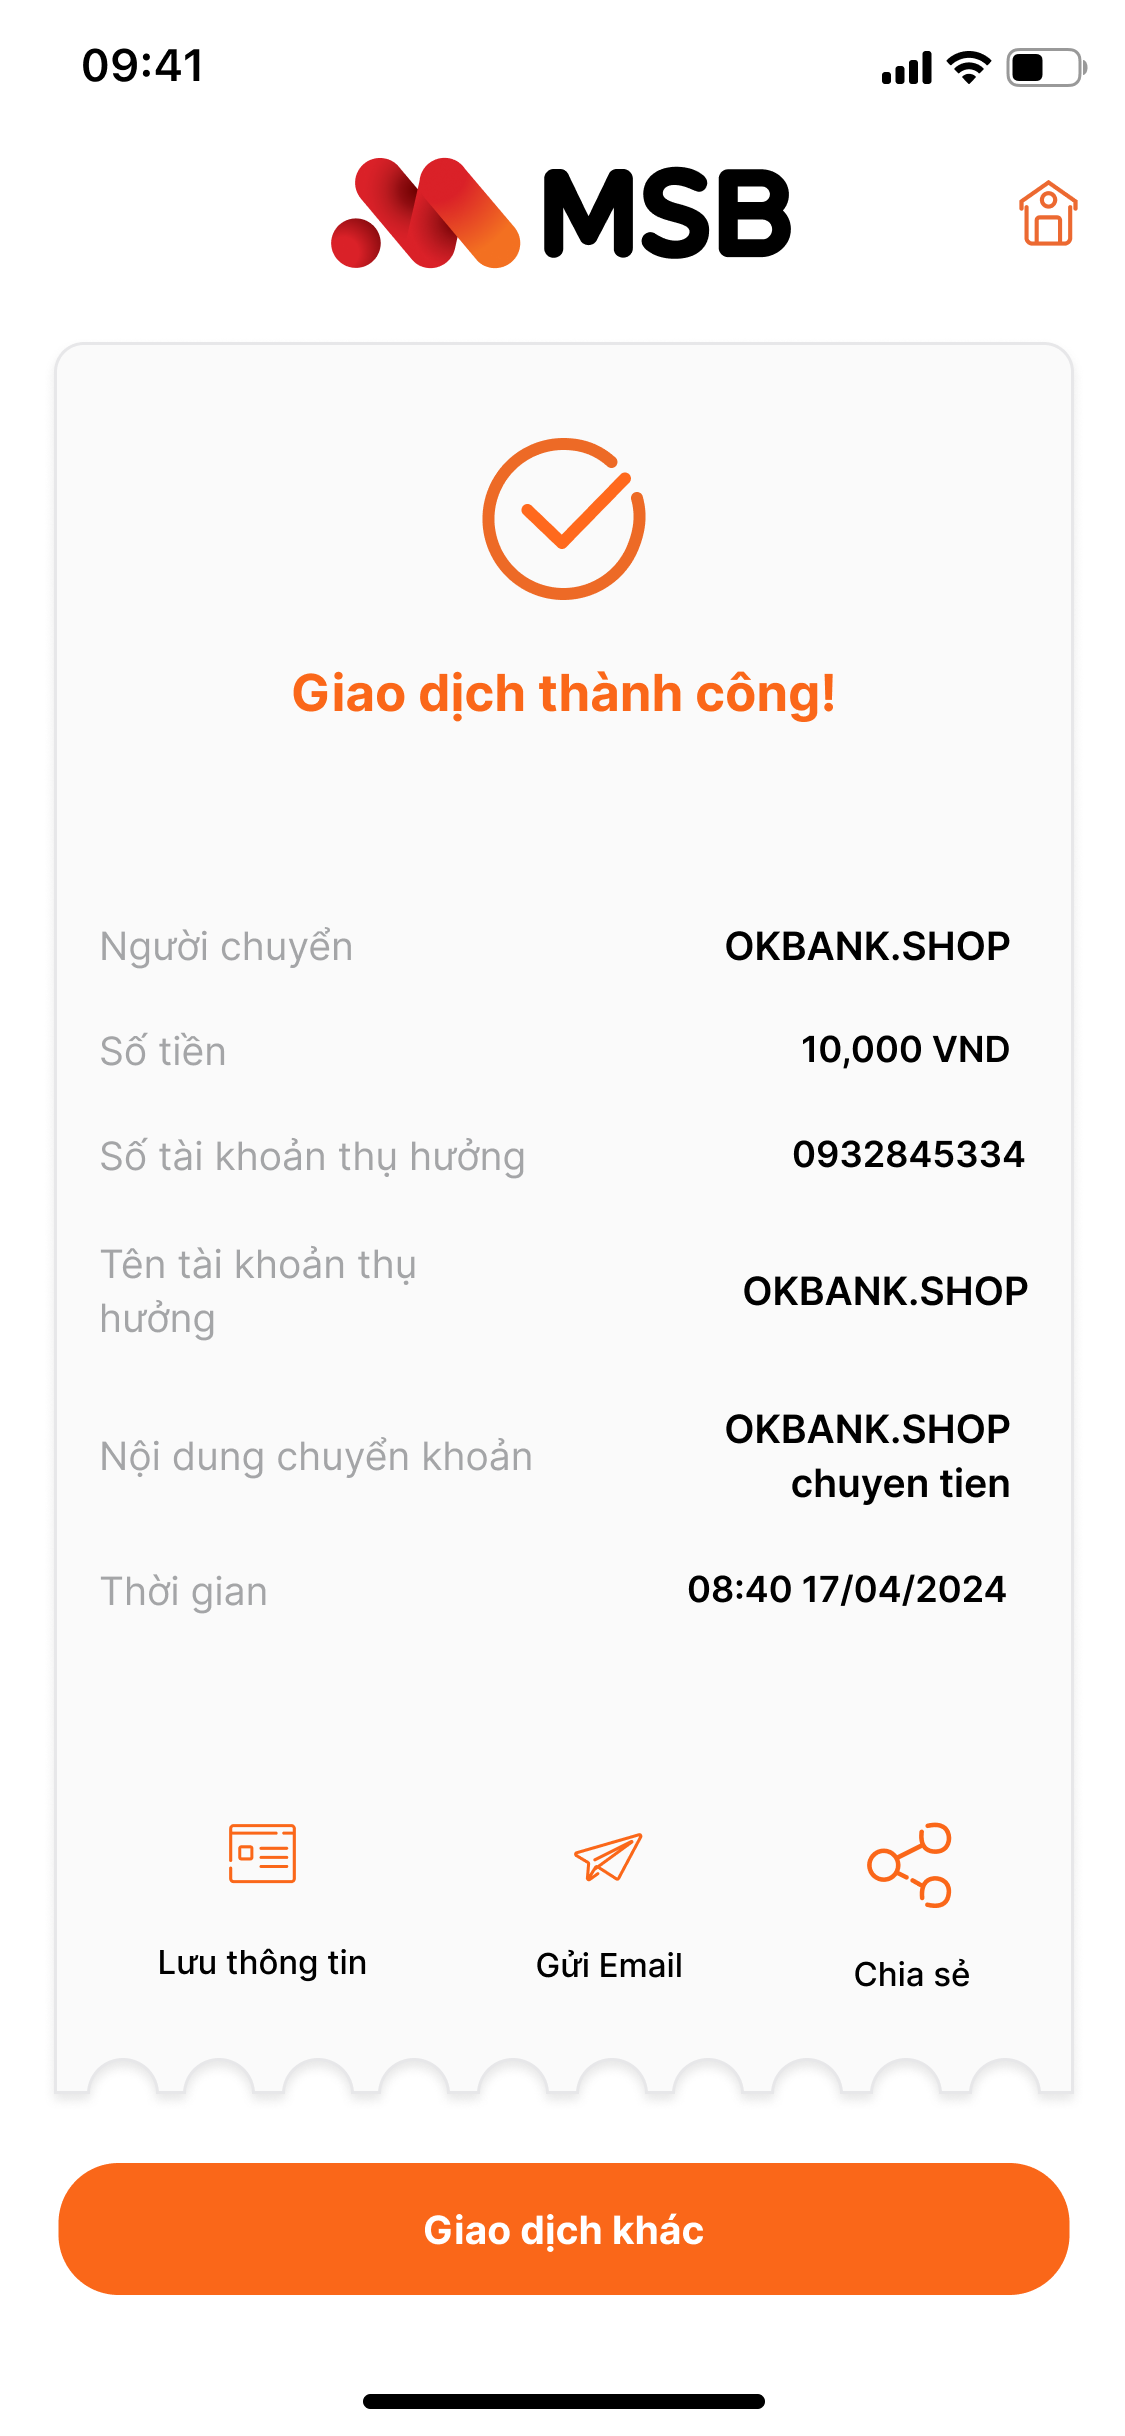 09:41
MSB
Giao dịch thành công!
Người chuyển
OKBANK.SHOP
Số tiền
10,000 VND
Số tài khoản thụ hưởng
0932845334
Tên tài khoản thụ
hưởng
OKBANK.SHOP
Nội dung chuyển khoản
OKBANK.SHOP
chuyen tien
Thời gian
08:40 17/04/2024
Lưu thông tin
Gửi Email
Chia sẻ
Giao dịch khác